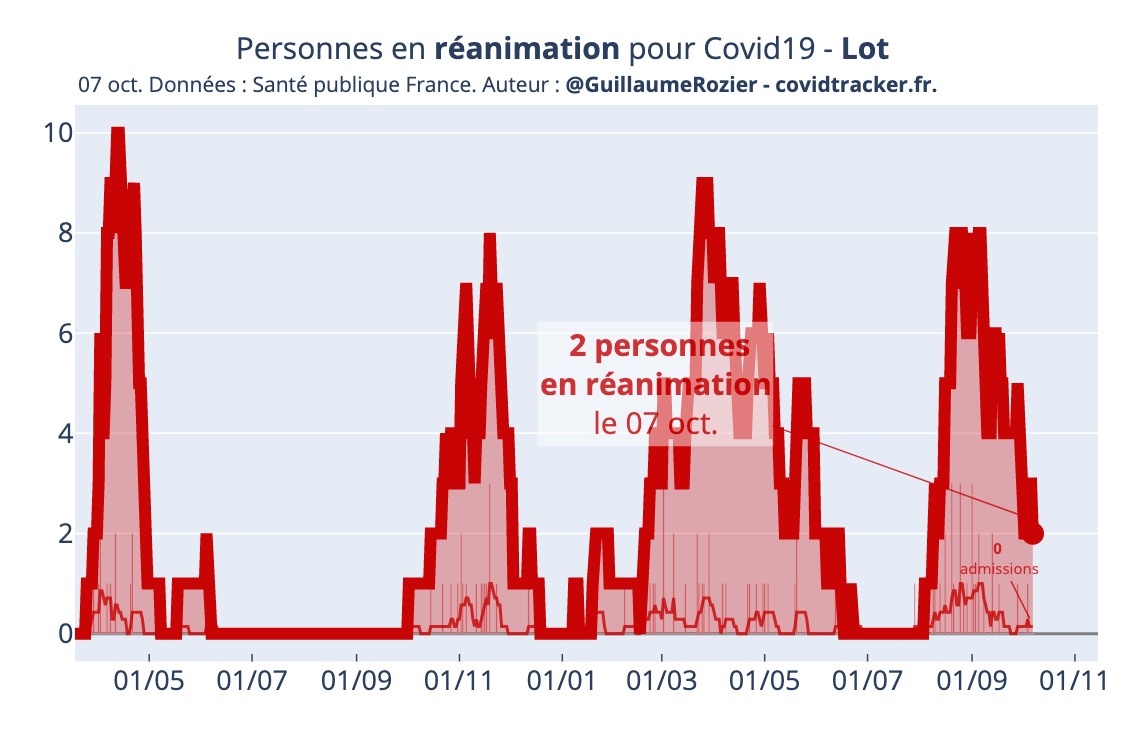 Personnes en réanimation pour Covid19 - Lot
07 oct. Données : Santé publique France. Auteur : @GuillaumeRozier - covidtracker.fr.
10
8
6
4
2
0
2 personnes
en réanimation
le 07 oct.
0
admissions
01/05 01/07 01/09 01/11 01/01 01/03 01/05 01/07 01/09 01/11